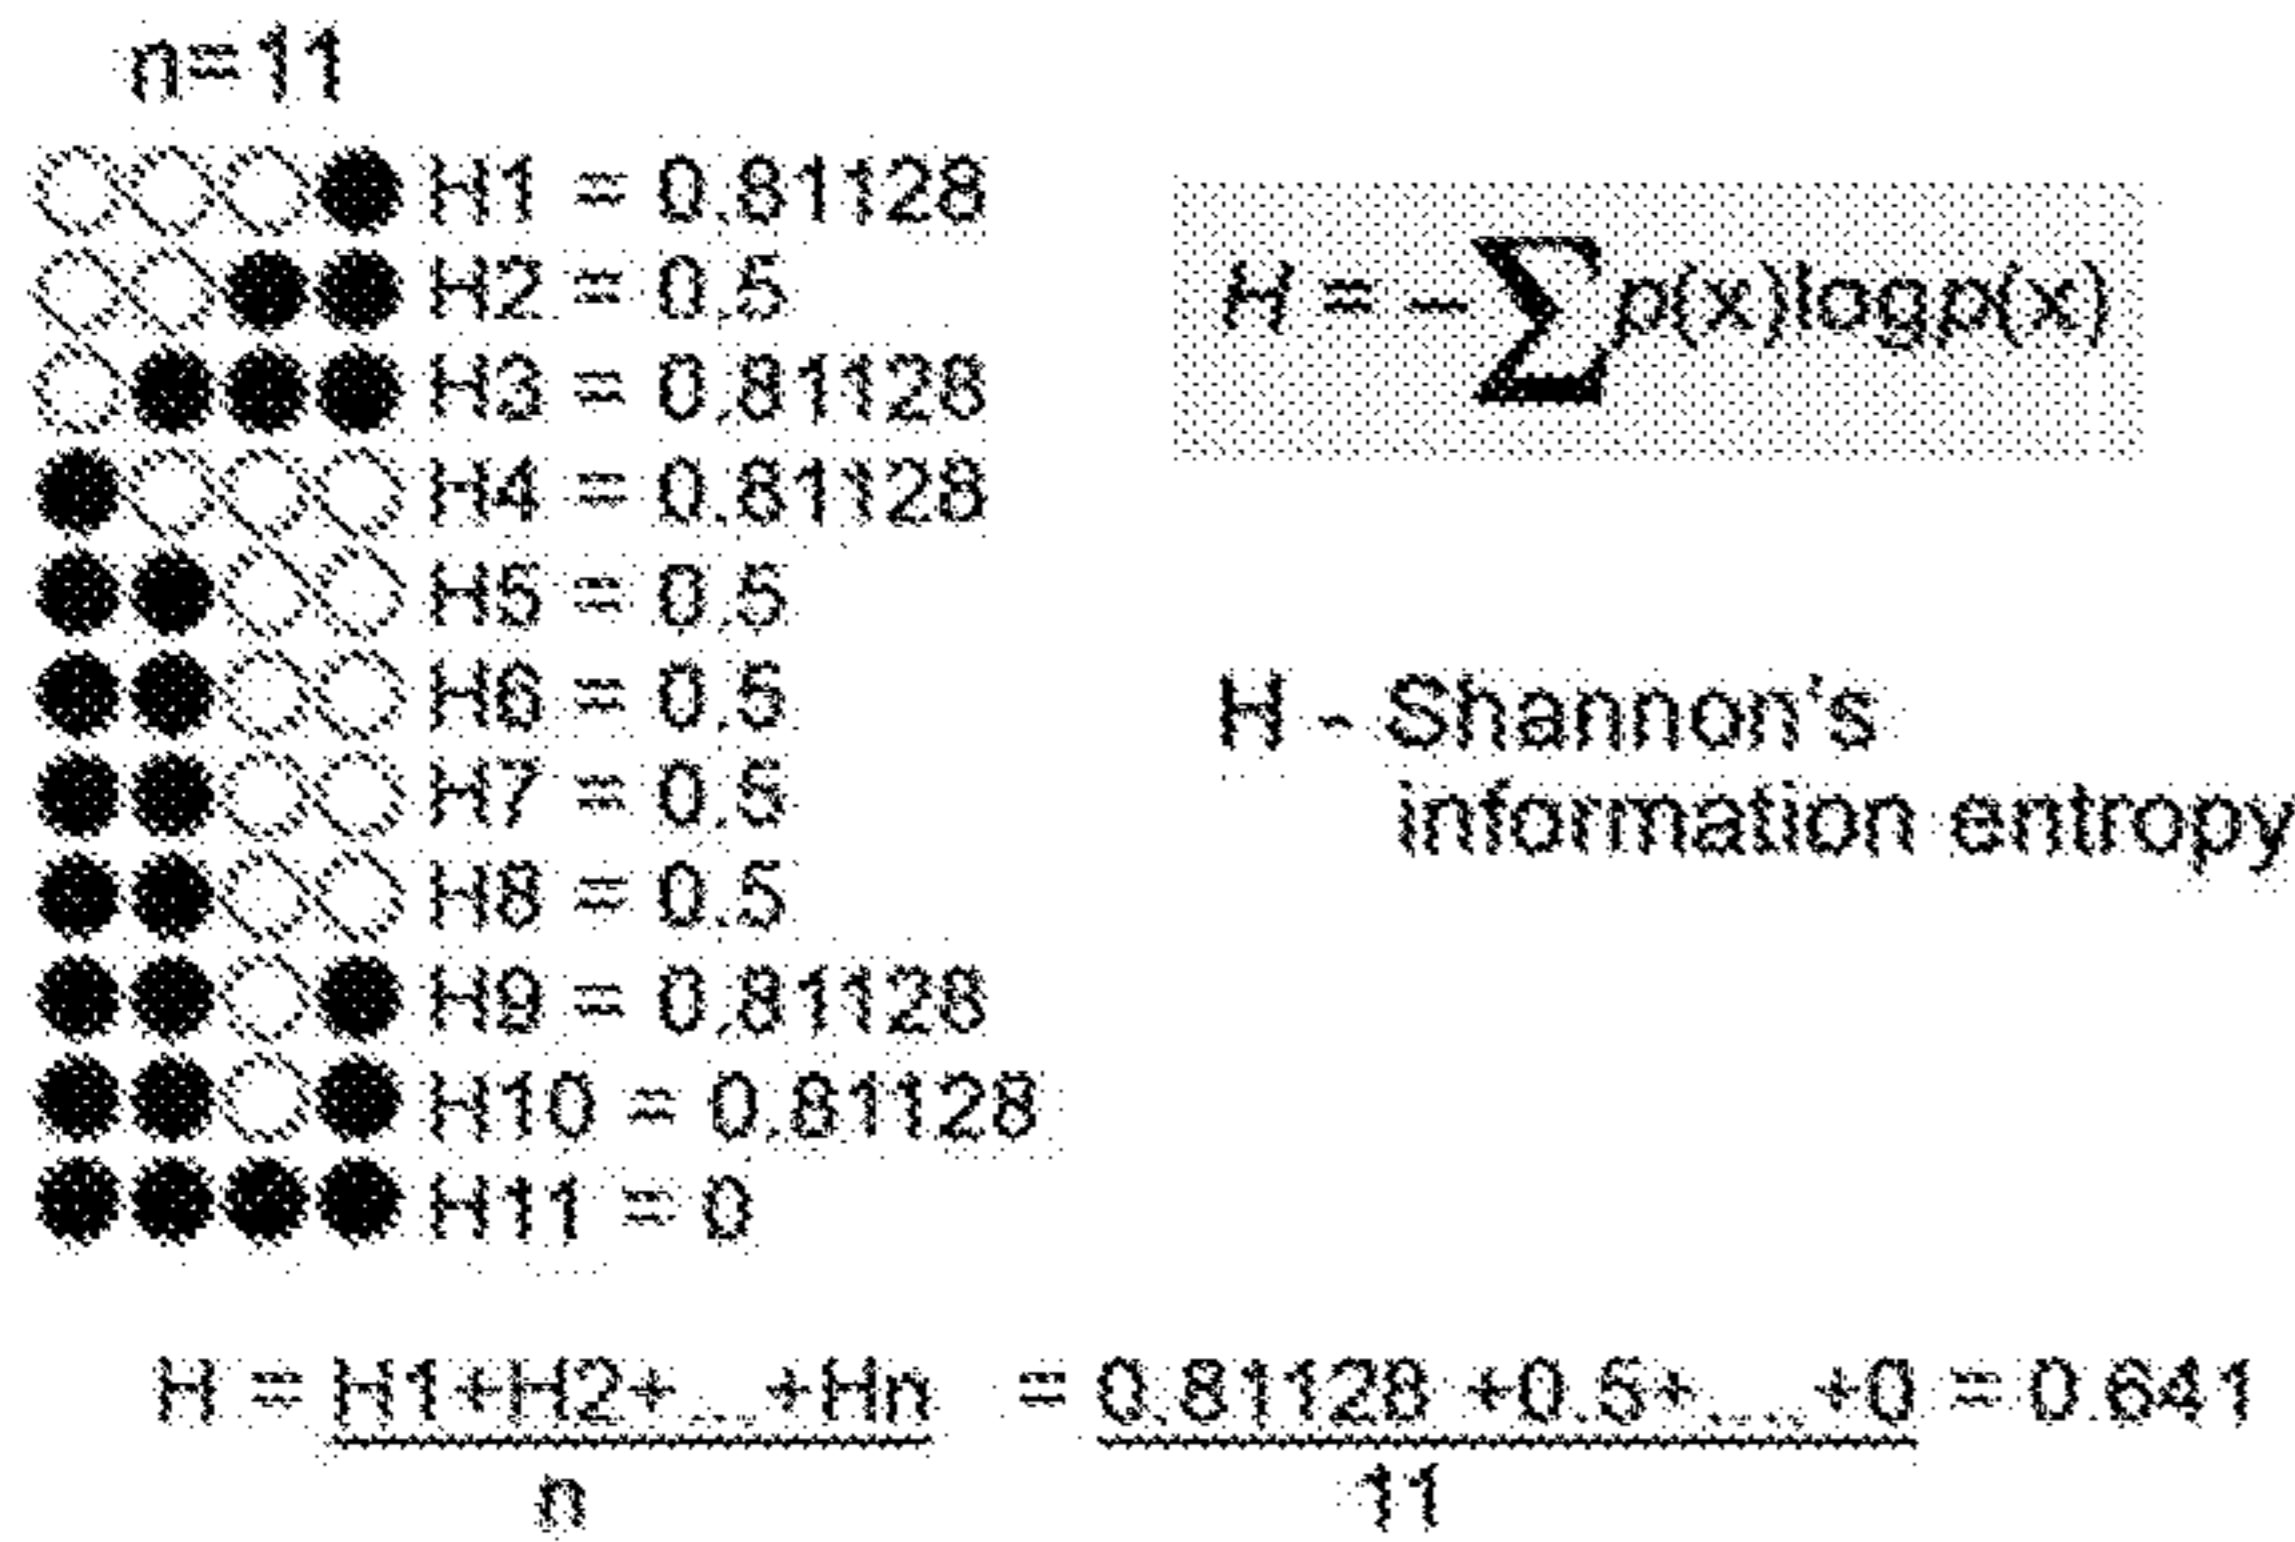 n=11
H1 = 0.81128
H2 = 0.5
H3 = 0.81128
H4 = 0.81128
H5 = 0.5
H6 = 0.5
H7 = 0.5
H8 = 0.5
H9 = 0.81128
H10 = 0.81128
H11 = 0
H = -∑p(x)logp(x)
H - Shannon's
information entropy
H = H1+H2+...+Hn = 0.81128 +0.5+....+0 = 0.641
n 11